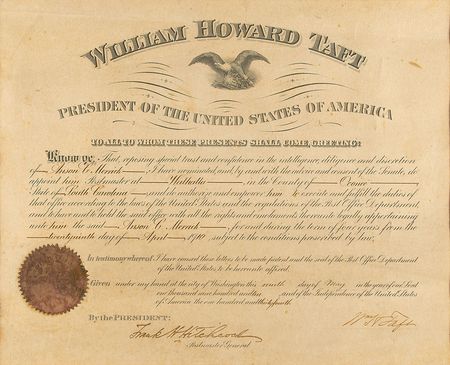 WILLIAM HOWARD TAFT
PRESIDENT OF THE UNITED STATES OF AMERICA
TO ALL TO WHOM THESE PRESENTS SHALL COME, GREETING:
Know ye, That, reposing special trust and confidence in the intelligence, diligence and discretion
of Anson C. Merrick I have nominated, and by and with the advice and consent of the Senate, do
appoint him Postmaster at Walhalla in the County of Oconee
State of South Carolina and do authorize and empower him to execute and fulfill the duties of
that office according to the laws of the United States and the regulations of the Post Office Department,
and to have and to hold the said office with all the rights and emoluments thereunto legally appertaining
unto him the said Anson C. Merrick, for and during the term of four years from the
twentyninth day of April 1910, subject to the conditions prescribed by law.
In testimony whereof I have caused these letters to be made patent and the seal of the Post Office Department
of the United States, to be hereunto affixed.
Given under my hand at the city of Washington this day of May in the year of our Lord
one thousand nine hundred and ten, and of the Independence of the United States
of America the one hundred and thirtyfourth.
By the PRESIDENT:
Wm H Taft
Frank H Hitchcock
Postmaster General